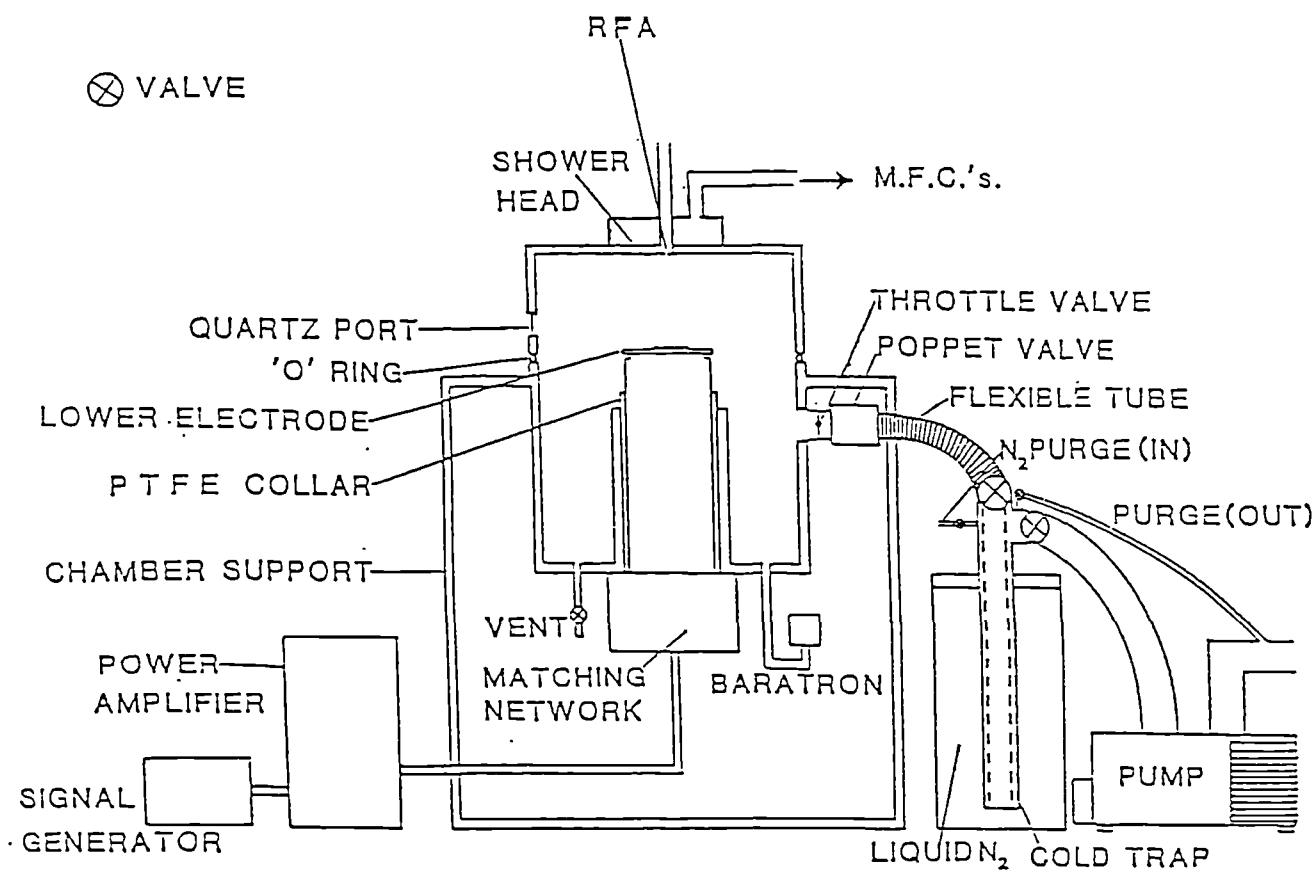 RFA
VALVE
SHOWER
HEAD
M.F.C.'s.
THROTTLE VALVE
QUARTZ PORT
POPPET VALVE
'O' RING
FLEXIBLE TUBE
LOWER ELECTRODE
N₂ PURGE (IN)
PTFE COLLAR
PURGE (OUT)
CHAMBER SUPPORT
VENT
POWER
AMPLIFIER
MATCHING
NETWORK
BARATRON
PUMP
SIGNAL
GENERATOR
LIQUID N₂
COLD TRAP